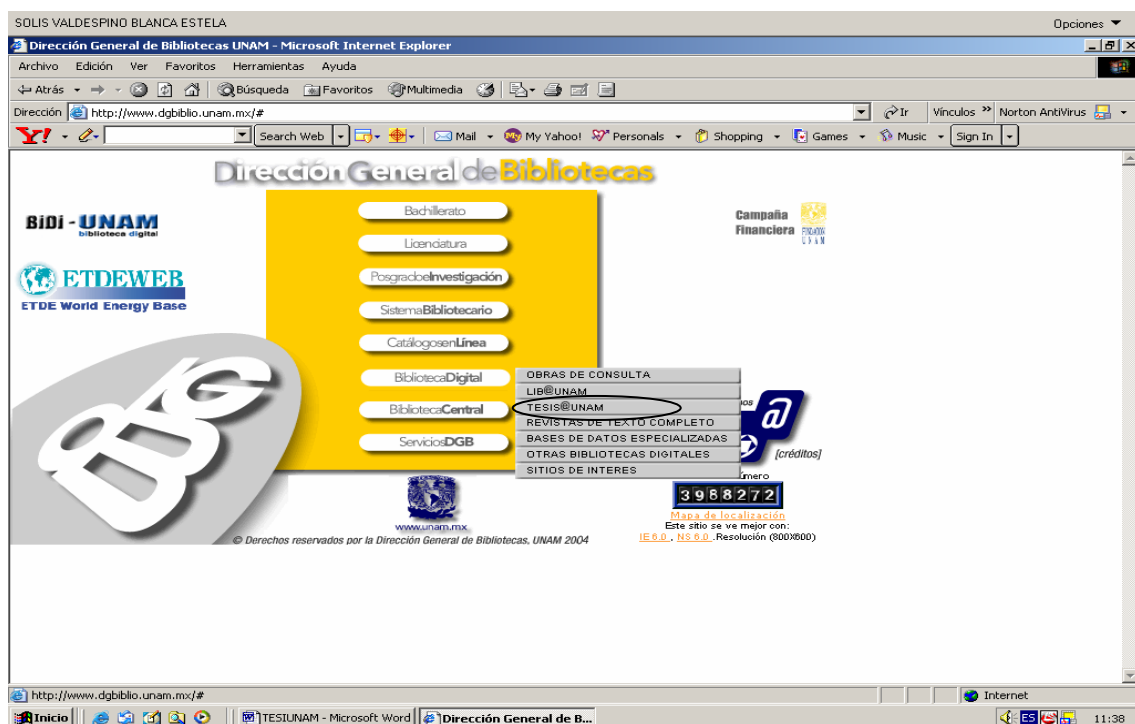 SOLIS VALDESPINO BLANCA ESTELA Opciones
Dirección General de Bibliotecas UNAM - Microsoft Internet Explorer
Archivo Edición Ver Favoritos Herramientas Ayuda
Atrás Búsqueda Favoritos Multimedia
Dirección http://www.dgbiblio.unam.mx/# Ir Vínculos » Norton AntiVirus
Y! Search Web Mail My Yahoo! Personals Shopping Games Music Sign In
Dirección General de Bibliotecas
BiDi - UNAM
biblioteca digital
ETDEWEB
ETDE World Energy Base
Bachillerato
Licenciatura
PosgradoeInvestigación
SistemaBibliotecario
CatálogosenLínea
BibliotecaDigital
BibliotecaCentral
ServiciosDGB
OBRAS DE CONSULTA
LIB@UNAM
TESIS@UNAM
REVISTAS DE TEXTO COMPLETO
BASES DE DATOS ESPECIALIZADAS
OTRAS BIBLIOTECAS DIGITALES
SITIOS DE INTERES
Campaña
Financiera
FUNDACION
UNAM
DGB
@
[créditos]
3988272
Mapa de localización
Este sitio se ve mejor con:
IE 6.0 , NS 6.0 .Resolución (800X600)
www.unam.mx
© Derechos reservados por la Dirección General de Bibliotecas, UNAM 2004
http://www.dgbiblio.unam.mx/# Internet
Inicio TESIUNAM - Microsoft Word Dirección General de B... ES 11:38